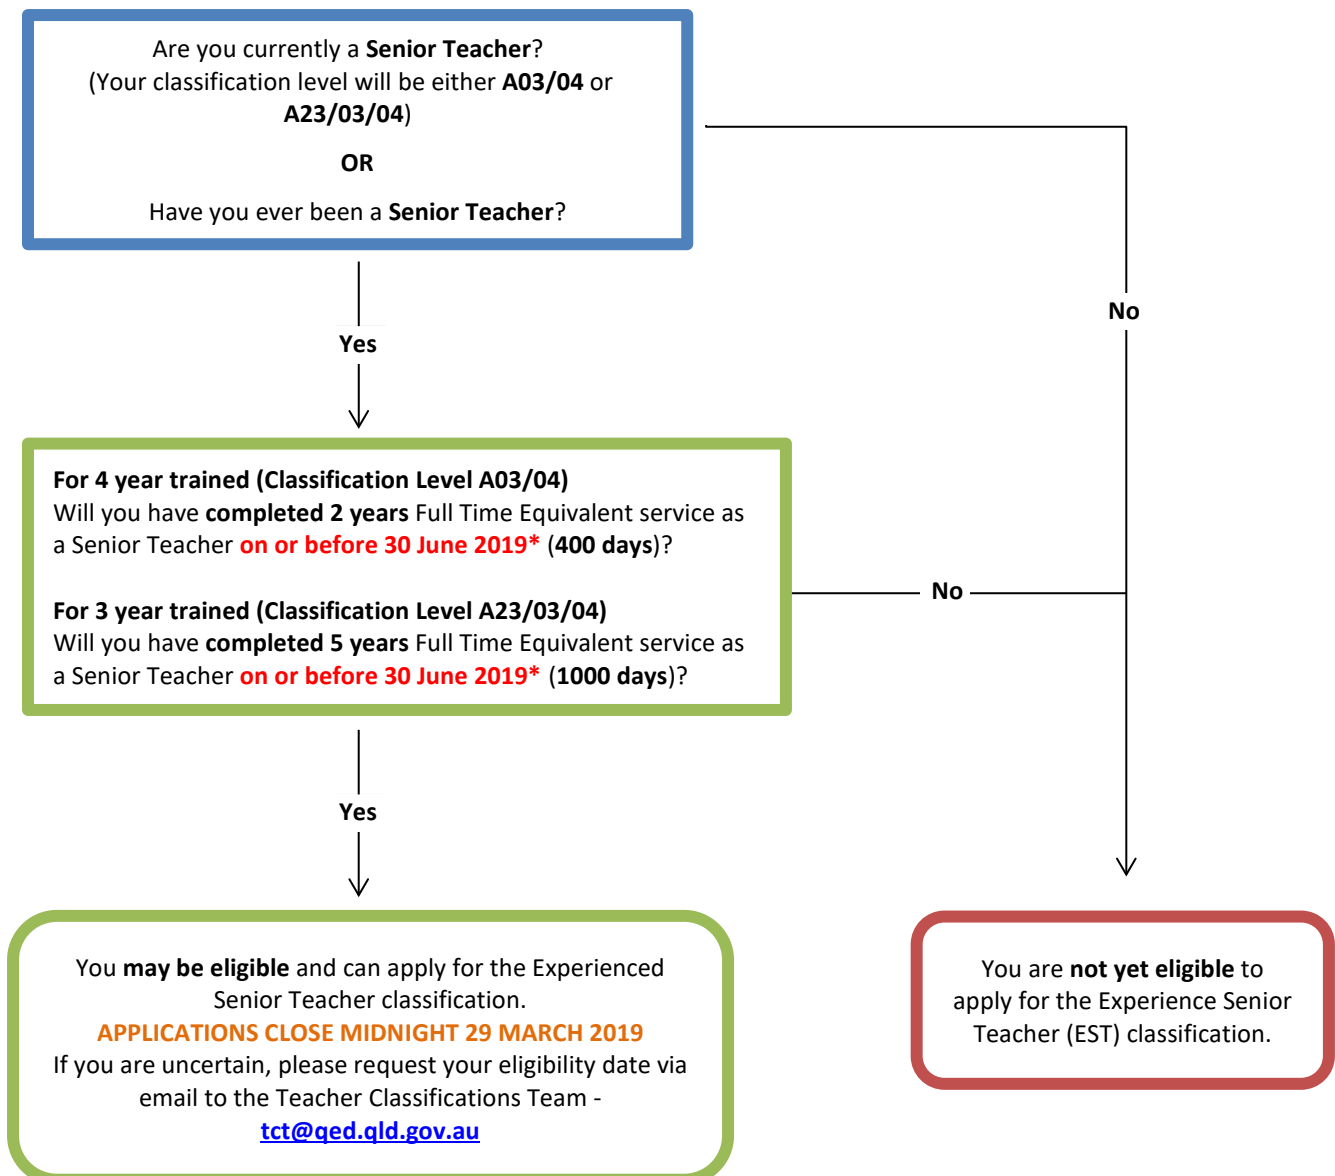 Are you currently a Senior Teacher?
(Your classification level will be either A03/04 or
A23/03/04)
OR
Have you ever been a Senior Teacher?
No
Yes
For 4 year trained (Classification Level A03/04)
Will you have completed 2 years Full Time Equivalent service as
a Senior Teacher on or before 30 June 2019* (400 days)?
For 3 year trained (Classification Level A23/03/04)
Will you have completed 5 years Full Time Equivalent service as
a Senior Teacher on or before 30 June 2019* (1000 days)?
No
Yes
You may be eligible and can apply for the Experienced
Senior Teacher classification.
APPLICATIONS CLOSE MIDNIGHT 29 MARCH 2019
If you are uncertain, please request your eligibility date via
email to the Teacher Classifications Team -
tct@qed.qld.gov.au
You are not yet eligible to
apply for the Experience Senior
Teacher (EST) classification.